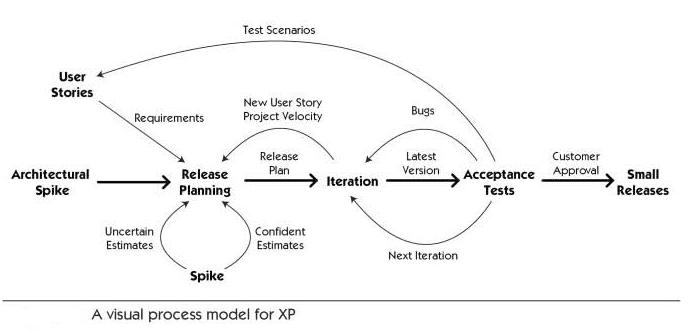 Test Scenarios
User
Stories
Requirements
New User Story
Project Velocity
Bugs
Architectural
Spike
Release
Planning
Release
Plan
Iteration
Latest
Version
Acceptance
Tests
Customer
Approval
Small
Releases
Uncertain
Estimates
Confident
Estimates
Spike
Next Iteration
A visual process model for XP